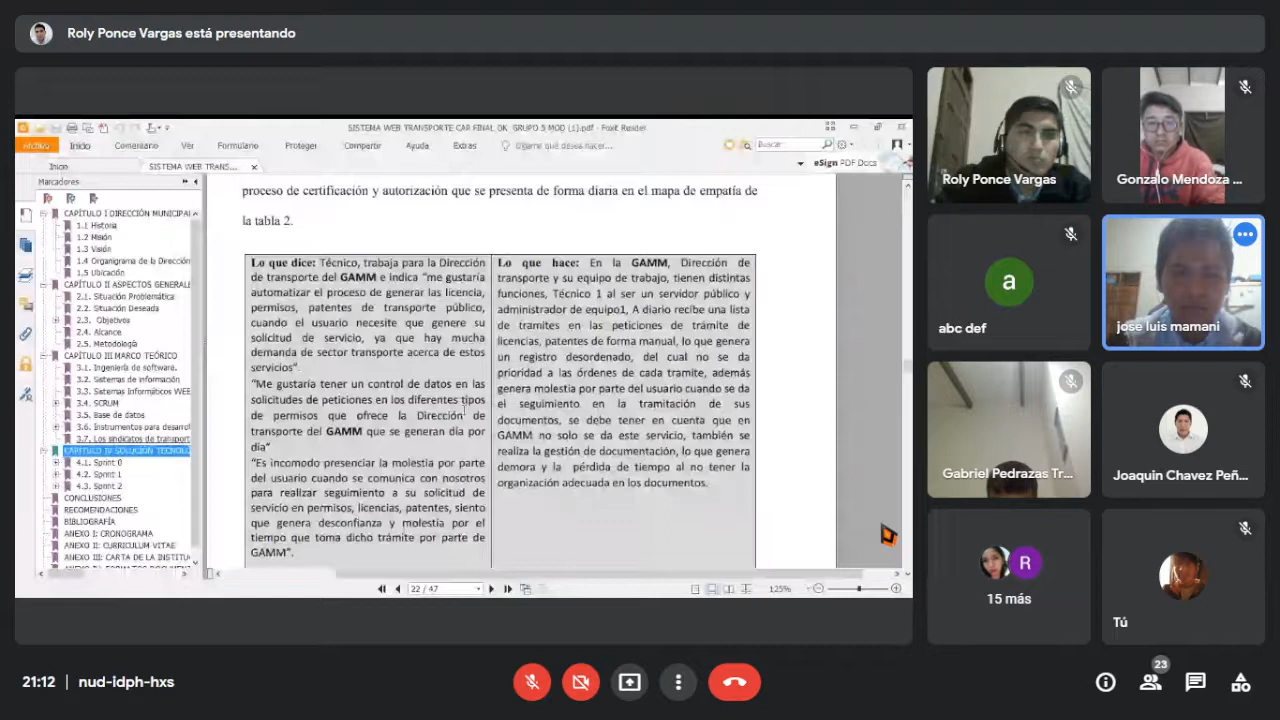 Roly Ponce Vargas está presentando
SISTEMA WEB TRANSPORTE CAP FINAL OK GRUPO 5 MOD (1).pdf - Foxit Reader
Archivo Inicio Comentario Ver Formulario Proteger Compartir Ayuda Extras Dígame qué desea hacer... Buscar
Inicio SISTEMA WEB TRANS... eSign PDF Docs
Marcadores
CAPÍTULO I DIRECCIÓN MUNICIPAL
1.1 Historia
1.2 Misión
1.3 Visión
1.4 Organigrama de la Dirección
1.5 Ubicación
CAPÍTULO II ASPECTOS GENERAL
2.1. Situación Problemática
2.2. Situación Deseada
2.3. Objetivos
2.4. Alcance
2.5. Metodología
CAPÍTULO III MARCO TEÓRICO
3.1. Ingeniería de software.
3.2. Sistemas de información
3.3. Sistemas Informáticos WEB
3.4. SCRUM
3.5. Base de datos
3.6. Instrumentos para desarrol
3.7. Los sindicatos de transport
CAPÍTULO IV SOLUCIÓN TECNOLÓ
4.1. Sprint 0
4.2. Sprint 1
4.3. Sprint 2
CONCLUSIONES
RECOMENDACIONES
BIBLIOGRAFÍA
ANEXO I: CRONOGRAMA
ANEXO II: CURRICULUM VITAE
ANEXO III: CARTA DE LA INSTITU
proceso de certificación y autorización que se presenta de forma diaria en el mapa de empatía de
la tabla 2.
Lo que dice: Técnico, trabaja para la Dirección
de transporte del GAMM e indica “me gustaría
automatizar el proceso de generar las licencia,
permisos, patentes de transporte público,
cuando el usuario necesite que genere su
solicitud de servicio, ya que hay mucha
demanda de sector transporte acerca de estos
servicios”.
“Me gustaría tener un control de datos en las
solicitudes de peticiones en los diferentes tipos
de permisos que ofrece la Dirección de
transporte del GAMM que se generan día por
día”
“Es incomodo presenciar la molestia por parte
del usuario cuando se comunica con nosotros
para realizar seguimiento a su solicitud de
servicio en permisos, licencias, patentes, siento
que genera desconfianza y molestia por el
tiempo que toma dicho trámite por parte de
GAMM”.
Lo que hace: En la GAMM, Dirección de
transporte y su equipo de trabajo, tienen distintas
funciones, Técnico 1 al ser un servidor público y
administrador de equipo1, A diario recibe una lista
de tramites en las peticiones de trámite de
licencias, patentes de forma manual, lo que genera
un registro desordenado, del cual no se da
prioridad a las órdenes de cada tramite, además
genera molestia por parte del usuario cuando se da
el seguimiento en la tramitación de sus
documentos, se debe tener en cuenta que en
GAMM no solo se da este servicio, también se
realiza la gestión de documentación, lo que genera
demora y la pérdida de tiempo al no tener la
organización adecuada en los documentos.
22 / 47
125%
Roly Ponce Vargas
Gonzalo Mendoza ...
a
abc def
jose luis mamani
Gabriel Pedrazas Tr...
Joaquin Chavez Peñ...
R
15 más
Tú
21:12 | nud-idph-hxs
23